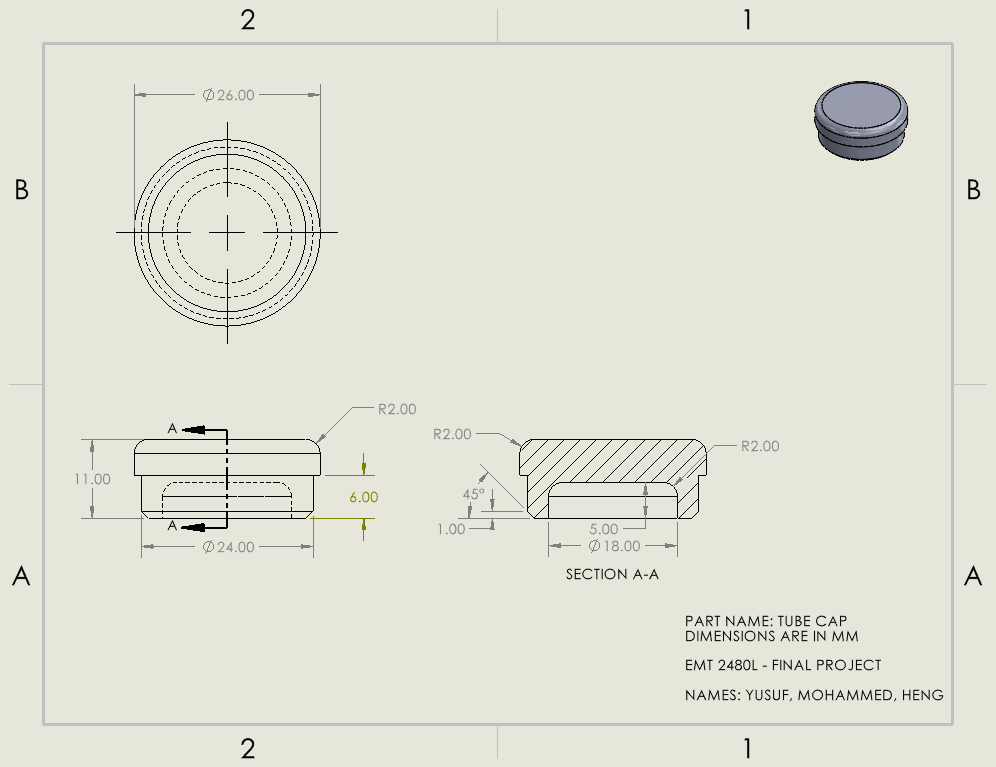 2 1
B B
Ø26.00
R2.00
R2.00 R2.00
A
11.00
45°
6.00
A 1.00 5.00
Ø24.00 Ø18.00
SECTION A-A
A A
PART NAME: TUBE CAP
DIMENSIONS ARE IN MM
EMT 2480L - FINAL PROJECT
NAMES: YUSUF, MOHAMMED, HENG
2 1